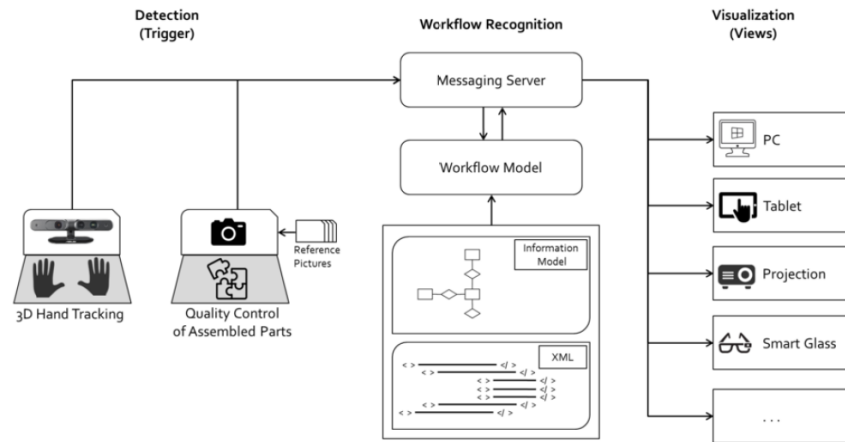 Detection
(Trigger)
Workflow Recognition
Visualization
(Views)
Messaging Server
Workflow Model
PC
Tablet
Projection
Smart Glass
...
Reference
Pictures
3D Hand Tracking
Quality Control
of Assembled Parts
Information
Model
XML
< > </ >
< > </ >
< > </ >
< > </ >
< > </ >
< > </ >
< > </ >